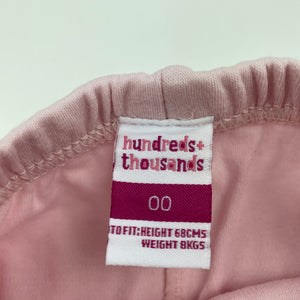 hundreds+
thousands
00
TO FIT: HEIGHT 68CMS
WEIGHT 8KGS